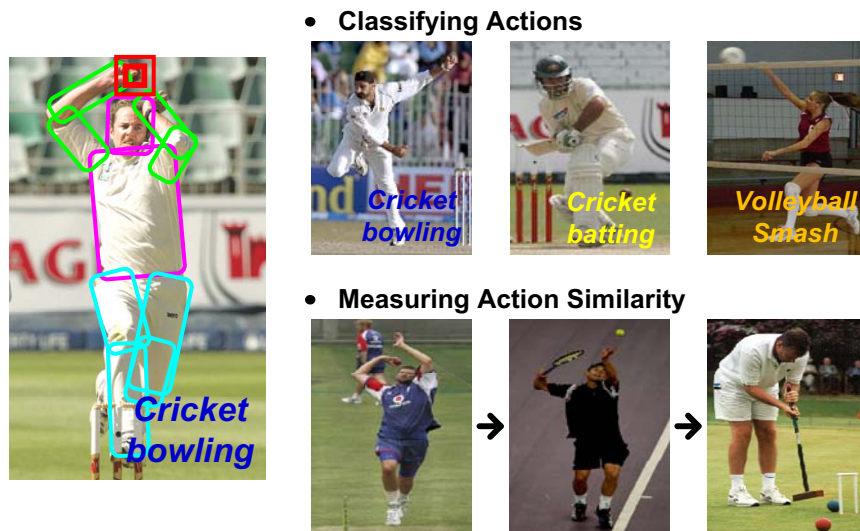 • Classifying Actions
Cricket
bowling
Cricket
bowling
Cricket
batting
Volleyball
Smash
• Measuring Action Similarity